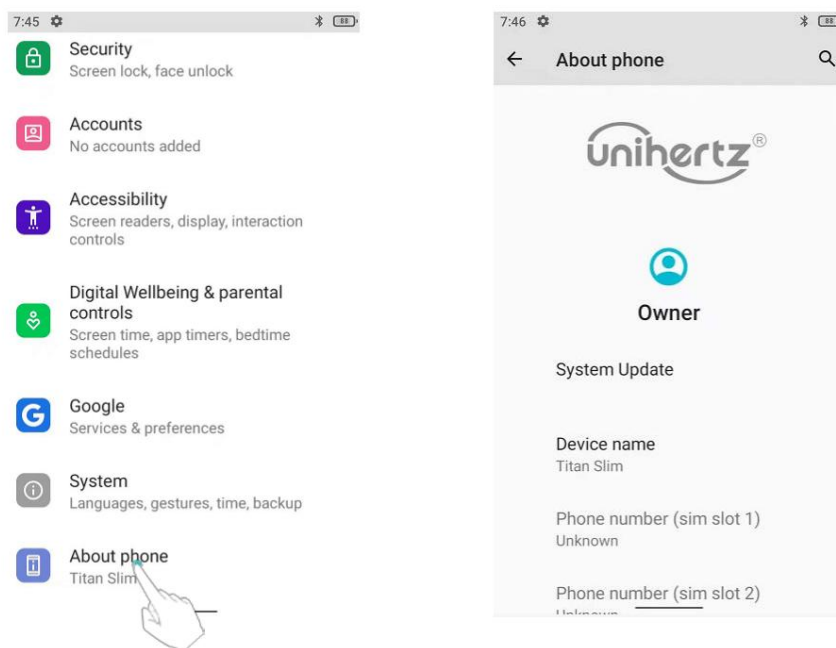 7:45
88
Security
Screen lock, face unlock
Accounts
No accounts added
Accessibility
Screen readers, display, interaction
controls
Digital Wellbeing & parental
controls
Screen time, app timers, bedtime
schedules
Google
Services & preferences
System
Languages, gestures, time, backup
About phone
Titan Slim
7:46
88
About phone
unihertz®
Owner
System Update
Device name
Titan Slim
Phone number (sim slot 1)
Unknown
Phone number (sim slot 2)